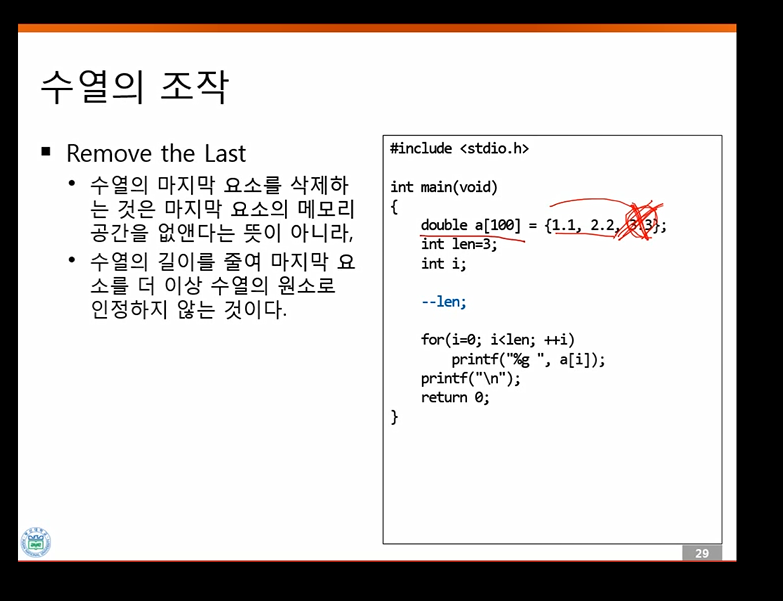 수열의 조작
▪ Remove the Last
• 수열의 마지막 요소를 삭제하
는 것은 마지막 요소의 메모리
공간을 없앤다는 뜻이 아니라,
• 수열의 길이를 줄여 마지막 요
소를 더 이상 수열의 원소로
인정하지 않는 것이다.
#include <stdio.h>
int main(void)
{
double a[100] = {1.1, 2.2, 3.3};
int len=3;
int i;
--len;
for(i=0; i<len; ++i)
printf("%g ", a[i]);
printf("\n");
return 0;
}
29